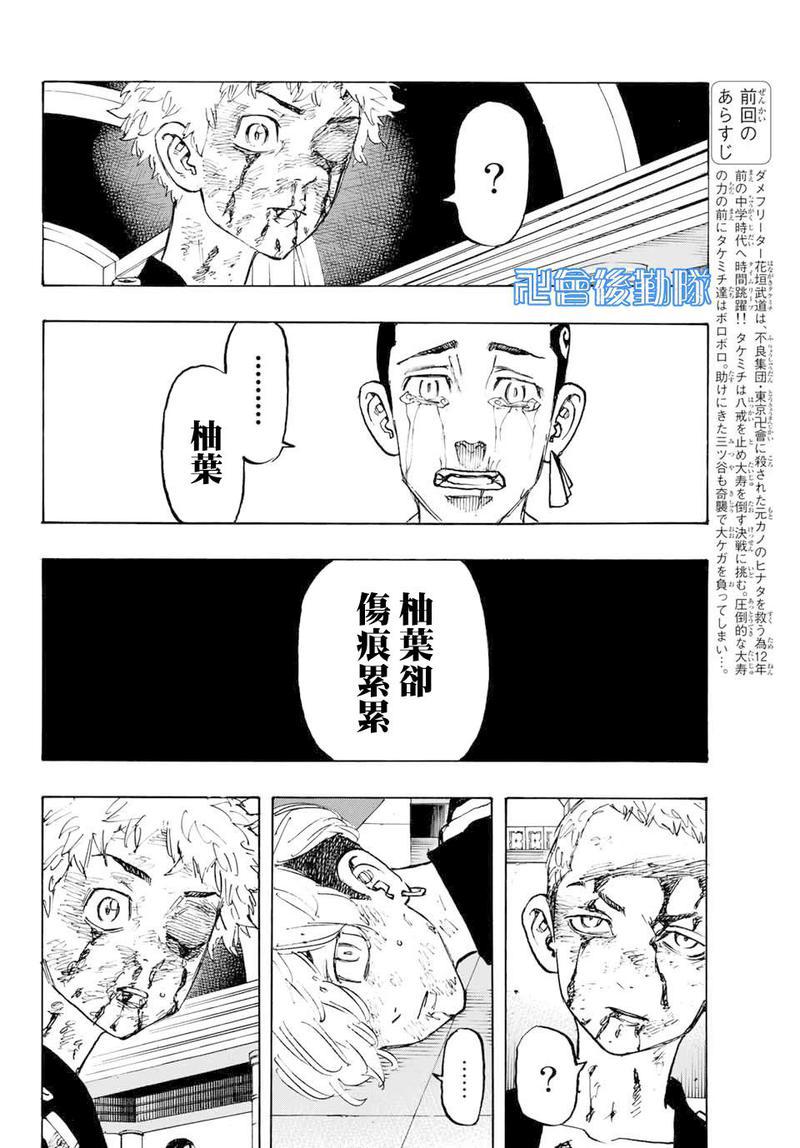 前回の
あらすじ
ダメフリーター花垣武道は、不良集団・東京卍會に殺された元カノのヒナタを救う為12年
前の中学時代へ時間跳躍!!タケミチは八戒を止め大寿を倒す決戦に挑む。圧倒的な大寿
の力の前にタケミチ達はボロボロ。助けにきた三ツ谷も奇襲で大ケガを負ってしまい…。
?
卍會後勤隊
………
柚葉
柚葉卻
傷痕累累
?
………